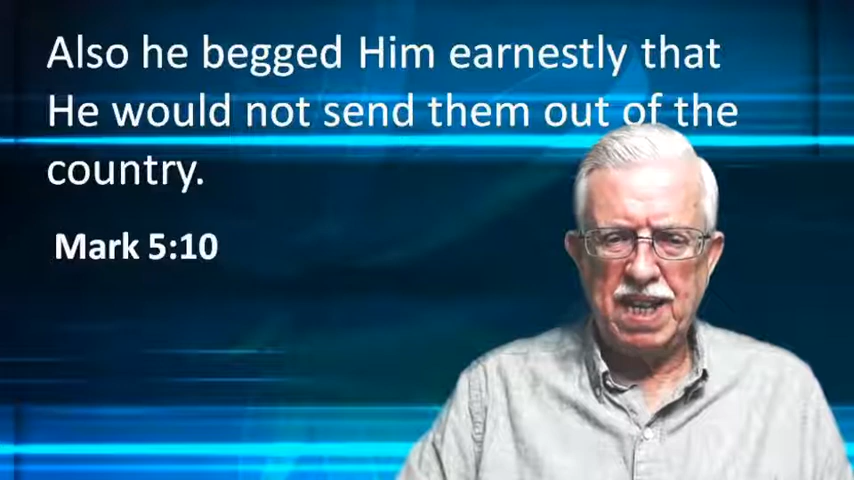 Also he begged Him earnestly that
He would not send them out of the
country.
Mark 5:10